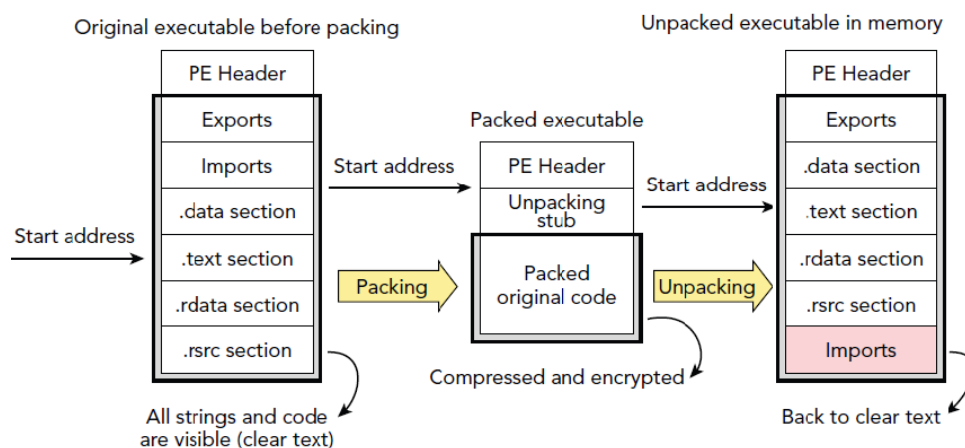 Original executable before packing
PE Header
Exports
Imports
.data section
.text section
.rdata section
.rsrc section
Start address
All strings and code
are visible (clear text)
Start address
Packing
Packed executable
PE Header
Unpacking
stub
Packed
original code
Compressed and encrypted
Start address
Unpacking
Unpacked executable in memory
PE Header
Exports
.data section
.text section
.rdata section
.rsrc section
Imports
Back to clear text